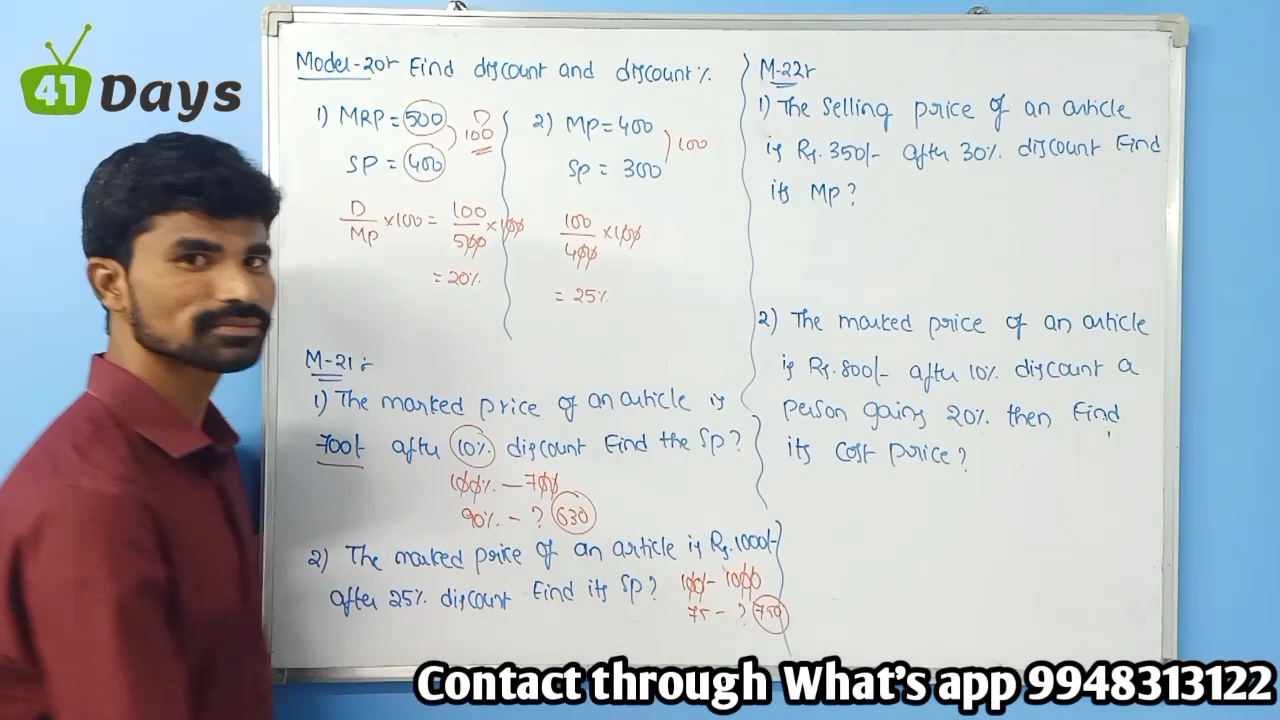 41 Days
Model-20:- Find discount and discount%
1) MRP = 500
D
100
SP = 400
D/MP ×100 = 100/500 ×100
= 20%
2) MP = 400
100
SP = 300
100/400 ×100
= 25%
M-21:-
1) The marked price of an article is
700/- after 10% discount Find the SP?
100% — 700
90% - ? 630
2) The marked price of an article is Rs.1000/-
after 25% discount Find its SP?
100 - 1000
75 - ? 750
M-22:-
1) The selling price of an article
is Rs.350/- after 30% discount Find
its MP?
2) The marked price of an article
is Rs.800/- after 10% discount a
person gains 20% then Find
its cost price?
Contact through What's app 9948313122